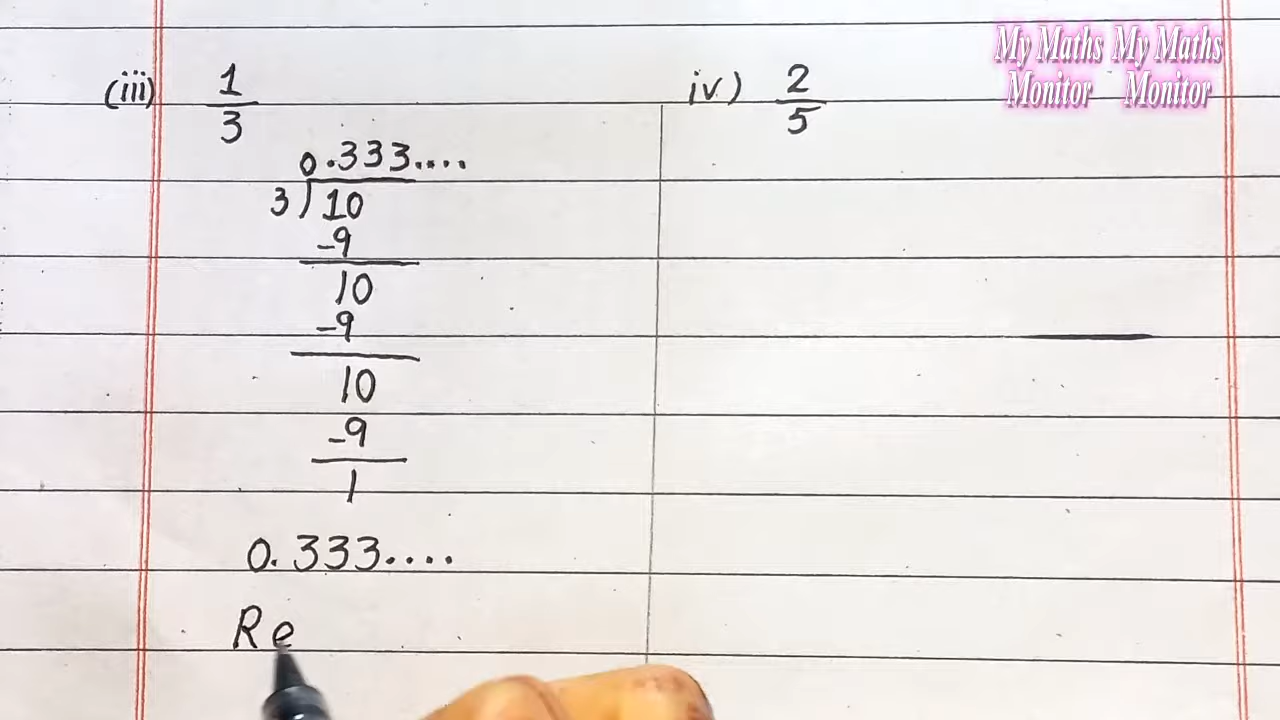 (iii) 1/3
0.333....
3)10
-9
10
-9
10
-9
1
0.333....
Re
iv) 2/5
My Maths My Maths
Monitor Monitor